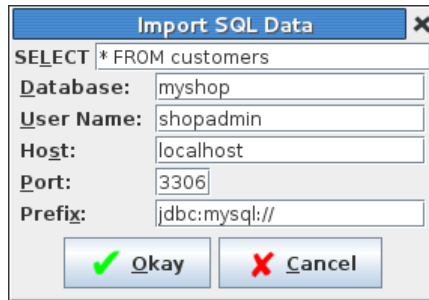 Import SQL Data
SELECT * FROM customers
Database: myshop
User Name: shopadmin
Host: localhost
Port: 3306
Prefix: jdbc:mysql://
Okay Cancel